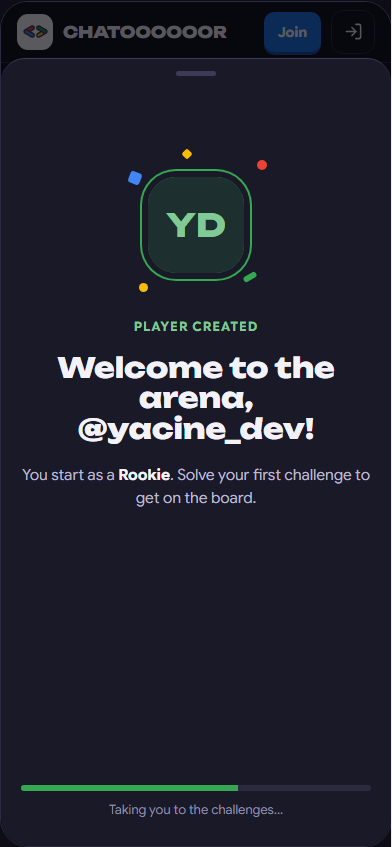 CHATOOOOOOR
Join
YD
PLAYER CREATED
Welcome to the
arena,
@yacine_dev!
You start as a Rookie. Solve your first challenge to
get on the board.
Taking you to the challenges...